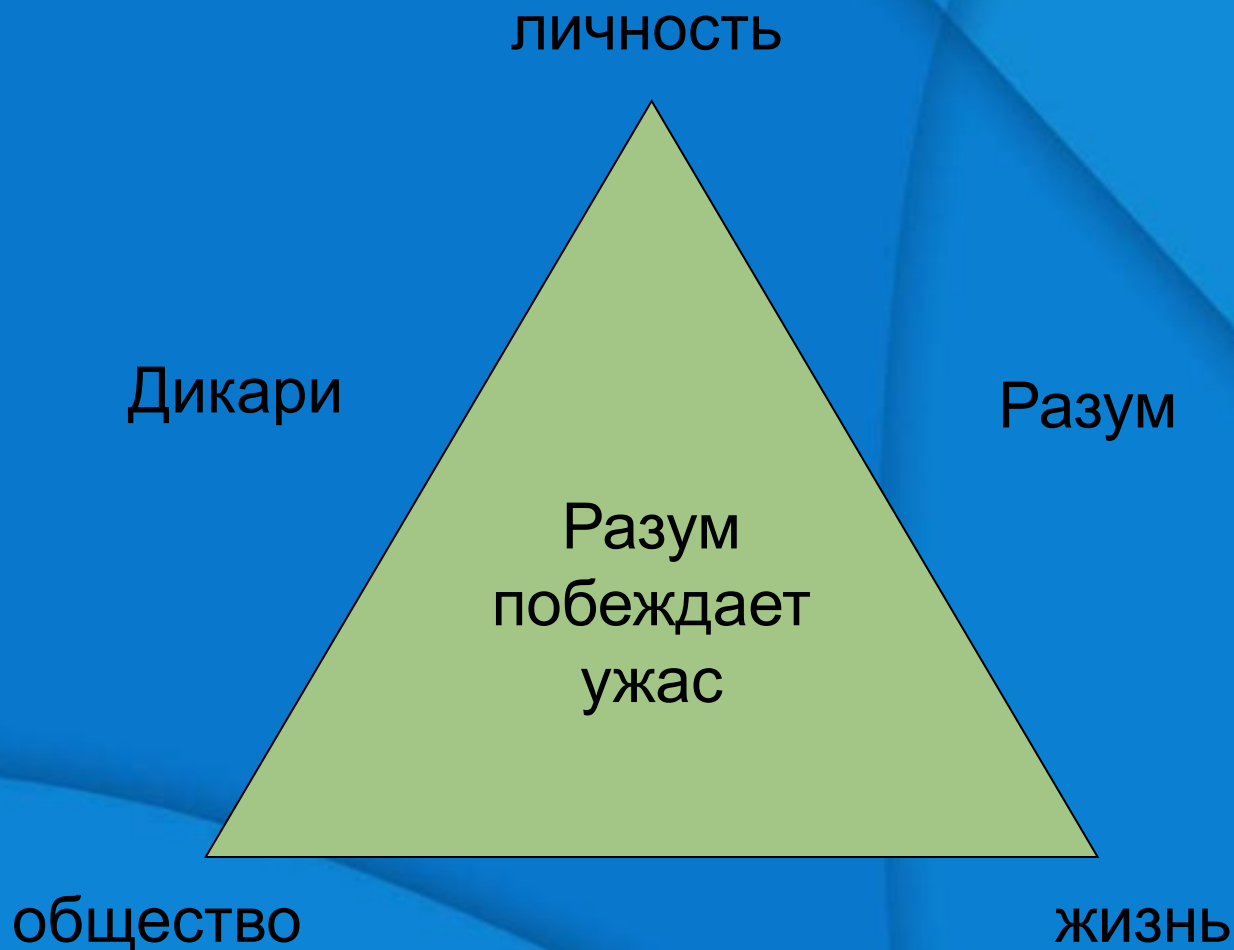 личность
Дикари
Разум
Разум
побеждает
ужас
общество
жизнь